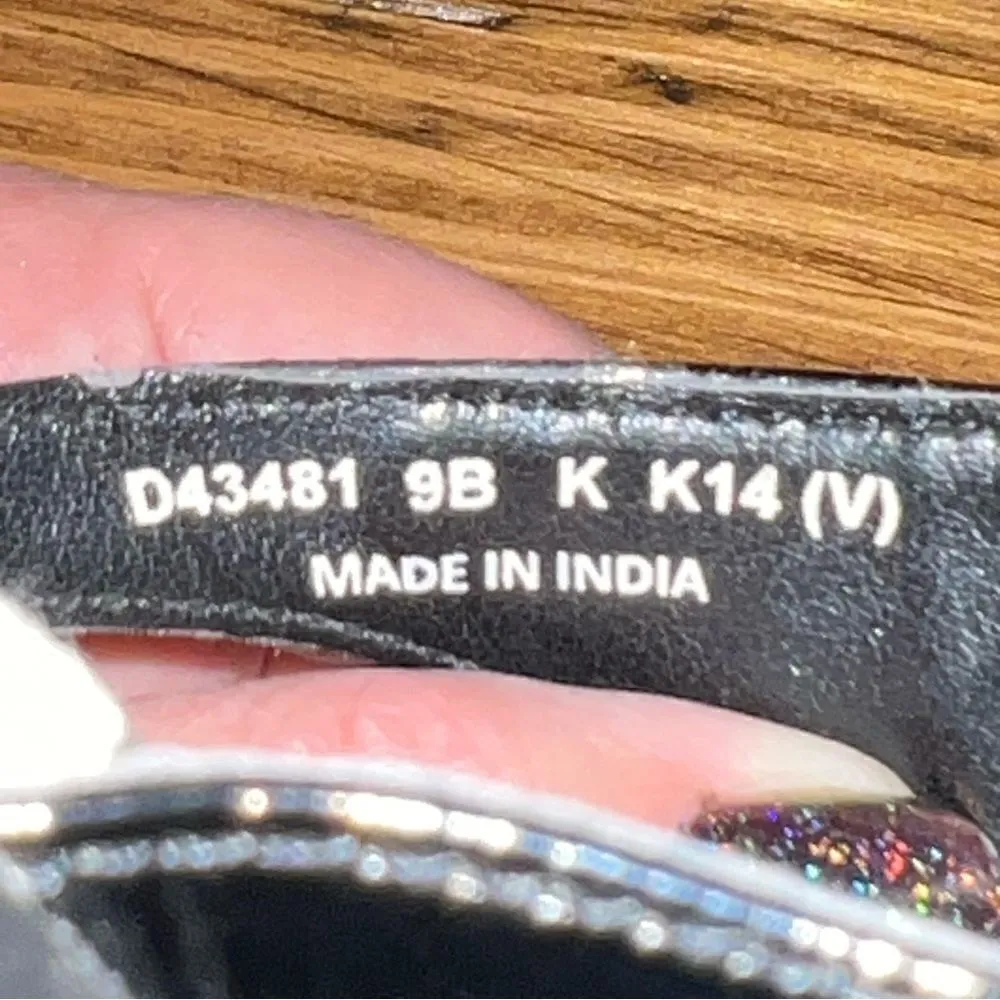 D43481 9B K K14 (V)
MADE IN INDIA